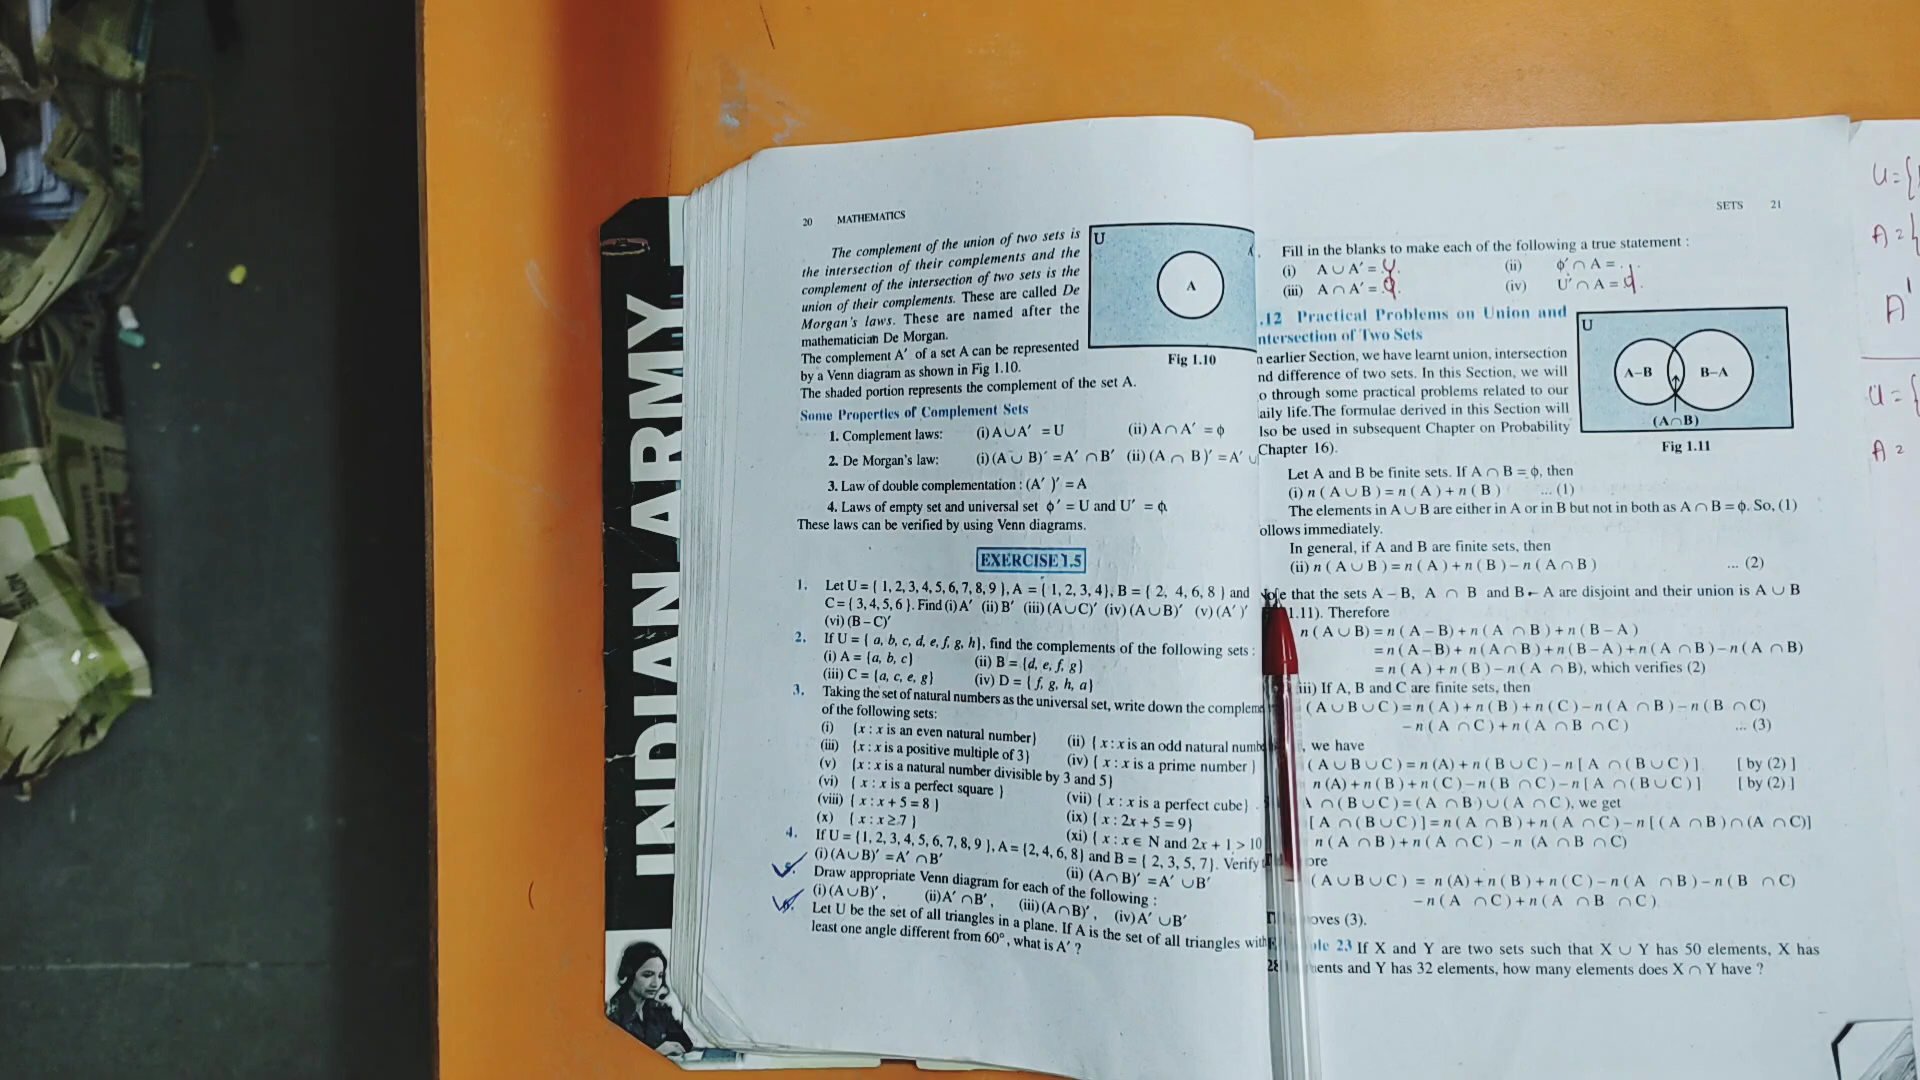 INDIAN ARMY
20 MATHEMATICS
The complement of the union of two sets is
the intersection of their complements and the
complement of the intersection of two sets is the
union of their complements. These are called De
Morgan's laws. These are named after the
mathematician De Morgan.
The complement A′ of a set A can be represented
by a Venn diagram as shown in Fig 1.10.
The shaded portion represents the complement of the set A.
U
A
Fig 1.10
Some Properties of Complement Sets
1. Complement laws: (i) A ∪ A′ = U (ii) A ∩ A′ = ϕ
2. De Morgan's law: (i) (A ∪ B)′ = A′ ∩ B′ (ii) (A ∩ B)′ = A′ ∪
3. Law of double complementation : (A′ )′ = A
4. Laws of empty set and universal set ϕ′ = U and U′ = ϕ
These laws can be verified by using Venn diagrams.
EXERCISE 1.5
1. Let U = { 1, 2, 3, 4, 5, 6, 7, 8, 9 }, A = { 1, 2, 3, 4}, B = { 2, 4, 6, 8 } and
C = { 3, 4, 5, 6 }. Find (i) A′ (ii) B′ (iii) (A ∪ C)′ (iv) (A ∪ B)′ (v) (A′ )′
(vi) (B – C)′
2. If U = { a, b, c, d, e, f, g, h}, find the complements of the following sets :
(i) A = {a, b, c} (ii) B = {d, e, f, g}
(iii) C = {a, c, e, g} (iv) D = { f, g, h, a}
3. Taking the set of natural numbers as the universal set, write down the
of the following sets:
(i) {x : x is an even natural number} (ii) { x : x is an odd natural
(iii) {x : x is a positive multiple of 3} (iv) { x : x is a prime number }
(v) {x : x is a natural number divisible by 3 and 5}
(vi) { x : x is a perfect square } (vii) { x : x is a perfect cube}
(viii) { x : x + 5 = 8 } (ix) { x : 2x + 5 = 9}
(x) { x : x ≥ 7 } (xi) { x : x ∈ N and 2x + 1 > 10
4. If U = {1, 2, 3, 4, 5, 6, 7, 8, 9 }, A = {2, 4, 6, 8} and B = { 2, 3, 5, 7}. Verify
(i) (A ∪ B)′ = A′ ∩ B′ (ii) (A ∩ B)′ = A′ ∪ B′
5. Draw appropriate Venn diagram for each of the following :
(i) (A ∪ B)′, (ii) A′ ∩ B′, (iii) (A ∩ B)′, (iv) A′ ∪ B′
6. Let U be the set of all triangles in a plane. If A is the set of all triangles with
least one angle different from 60°, what is A′ ?
SETS 21
Fill in the blanks to make each of the following a true statement :
(i) A ∪ A′ = U (ii) ϕ′ ∩ A = . .
(iii) A ∩ A′ = ϕ (iv) U′ ∩ A = ϕ
.12 Practical Problems on Union and
ntersection of Two Sets
n earlier Section, we have learnt union, intersection
nd difference of two sets. In this Section, we will
o through some practical problems related to our
aily life.The formulae derived in this Section will
lso be used in subsequent Chapter on Probability
Chapter 16).
U
A–B
B–A
(A∩B)
Fig 1.11
Let A and B be finite sets. If A ∩ B = ϕ, then
(i) n ( A ∪ B ) = n ( A ) + n ( B ) ... (1)
The elements in A ∪ B are either in A or in B but not in both as A ∩ B = ϕ. So, (1)
ollows immediately.
In general, if A and B are finite sets, then
(ii) n ( A ∪ B ) = n ( A ) + n ( B ) – n ( A ∩ B ) ... (2)
Note that the sets A – B, A ∩ B and B – A are disjoint and their union is A ∪ B
1.11). Therefore
n ( A ∪ B) = n ( A – B) + n ( A ∩ B ) + n ( B – A )
= n ( A – B) + n ( A ∩ B ) + n ( B – A ) + n ( A ∩ B ) – n ( A ∩ B)
= n ( A ) + n ( B ) – n ( A ∩ B), which verifies (2)
iii) If A, B and C are finite sets, then
( A ∪ B ∪ C ) = n ( A ) + n ( B ) + n ( C ) – n ( A ∩ B ) – n ( B ∩ C)
– n ( A ∩ C ) + n ( A ∩ B ∩ C ) ... (3)
, we have
( A ∪ B ∪ C ) = n (A) + n ( B ∪ C ) – n [ A ∩ ( B ∪ C ) ] [ by (2) ]
n (A) + n ( B ) + n ( C ) – n ( B ∩ C ) – n [ A ∩ ( B ∪ C ) ] [ by (2) ]
A ∩ ( B ∪ C ) = ( A ∩ B ) ∪ ( A ∩ C ), we get
[ A ∩ ( B ∪ C ) ] = n ( A ∩ B ) + n ( A ∩ C ) – n [ ( A ∩ B ) ∩ (A ∩ C)]
n ( A ∩ B ) + n ( A ∩ C ) – n (A ∩ B ∩ C)
ore
( A ∪ B ∪ C ) = n (A) + n ( B ) + n ( C ) – n ( A ∩ B ) – n ( B ∩ C )
– n ( A ∩ C ) + n ( A ∩ B ∩ C )
oves (3).
23 If X and Y are two sets such that X ∪ Y has 50 elements, X has
28 ents and Y has 32 elements, how many elements does X ∩ Y have ?
U = {
A = {
A'
U = {
A =